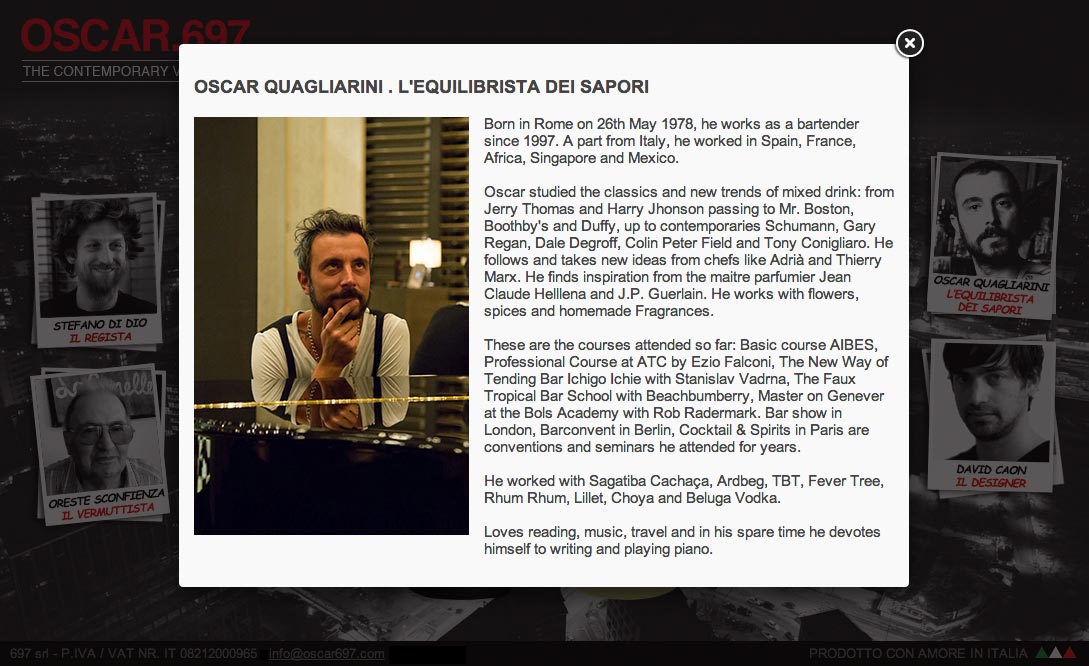 OSCAR.697
THE CONTEMPORARY V
OSCAR QUAGLIARINI . L'EQUILIBRISTA DEI SAPORI
Born in Rome on 26th May 1978, he works as a bartender
since 1997. A part from Italy, he worked in Spain, France,
Africa, Singapore and Mexico.
Oscar studied the classics and new trends of mixed drink: from
Jerry Thomas and Harry Jhonson passing to Mr. Boston,
Boothby's and Duffy, up to contemporaries Schumann, Gary
Regan, Dale Degroff, Colin Peter Field and Tony Conigliaro. He
follows and takes new ideas from chefs like Adrià and Thierry
Marx. He finds inspiration from the maitre parfumier Jean
Claude Helllena and J.P. Guerlain. He works with flowers,
spices and homemade Fragrances.
These are the courses attended so far: Basic course AIBES,
Professional Course at ATC by Ezio Falconi, The New Way of
Tending Bar Ichigo Ichie with Stanislav Vadrna, The Faux
Tropical Bar School with Beachbumberry, Master on Genever
at the Bols Academy with Rob Radermark. Bar show in
London, Barconvent in Berlin, Cocktail & Spirits in Paris are
conventions and seminars he attended for years.
He worked with Sagatiba Cachaça, Ardbeg, TBT, Fever Tree,
Rhum Rhum, Lillet, Choya and Beluga Vodka.
Loves reading, music, travel and in his spare time he devotes
himself to writing and playing piano.
STEFANO DI DIO
IL REGISTA
ORESTE SCONFIENZA
IL VERMUTTISTA
OSCAR QUAGLIARINI
L'EQUILIBRISTA
DEI SAPORI
DAVID CAON
IL DESIGNER
697 srl - P.IVA / VAT NR. IT 08212000965 info@oscar697.com
PRODOTTO CON AMORE IN ITALIA